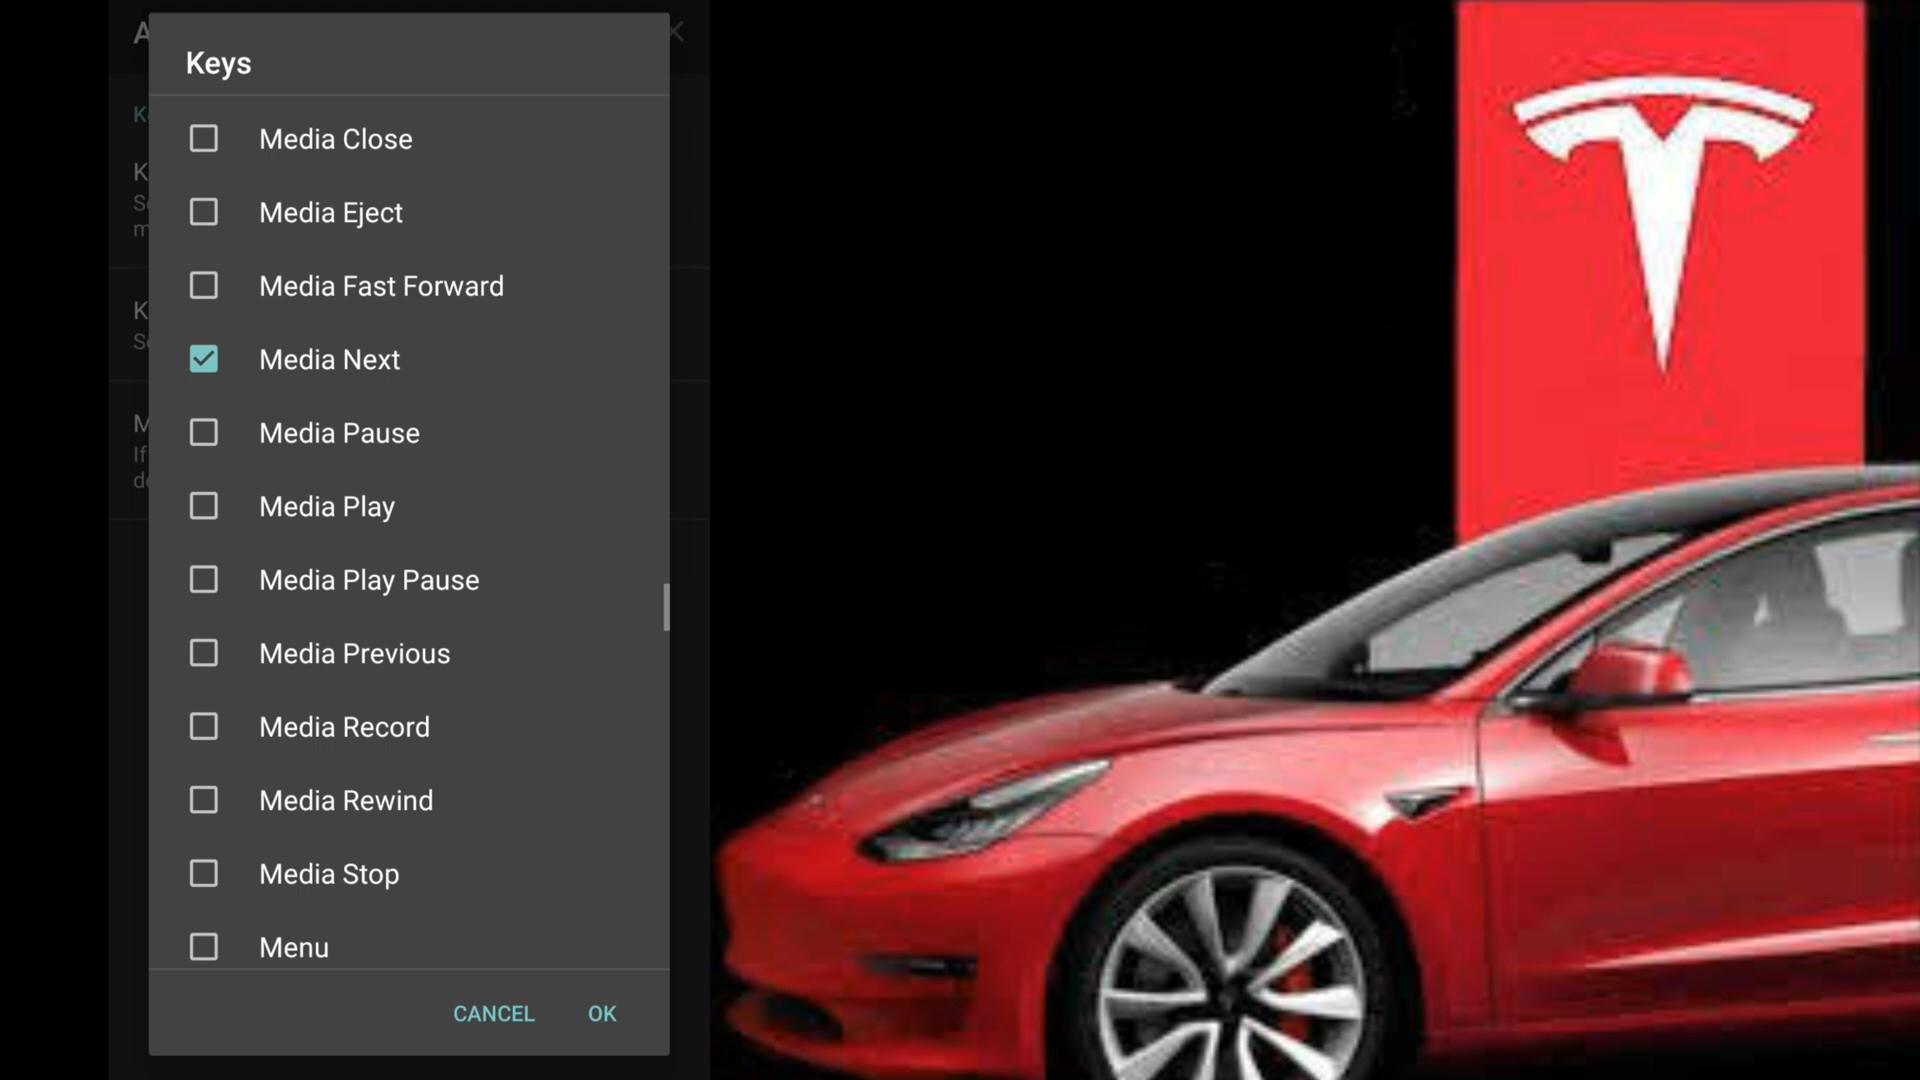 Keys
Media Close
Media Eject
Media Fast Forward
Media Next
Media Pause
Media Play
Media Play Pause
Media Previous
Media Record
Media Rewind
Media Stop
Menu
CANCEL
OK